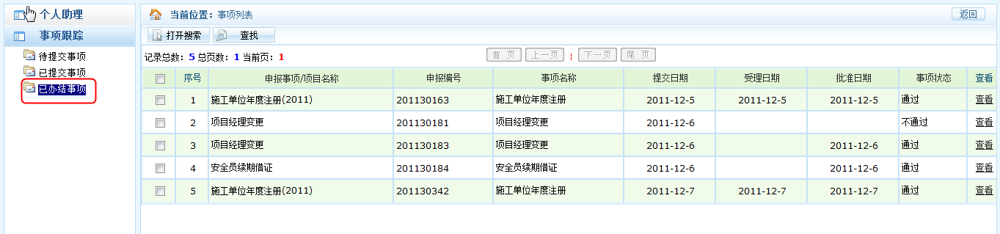 个人助理
事项跟踪
待提交事项
已提交事项
已办结事项
当前位置：事项列表
返回
打开搜索 查找
记录总数：5 总页数：1 当前页：1
首 页 上一页 1 下一页 尾 页
序号 申报事项/项目名称 申报编号 事项名称 提交日期 受理日期 批准日期 事项状态 查看
1 施工单位年度注册(2011) 201130163 施工单位年度注册 2011-12-5 2011-12-5 2011-12-5 通过 查看
2 项目经理变更 201130181 项目经理变更 2011-12-6 不通过 查看
3 项目经理变更 201130183 项目经理变更 2011-12-6 2011-12-6 通过 查看
4 安全员续期借证 201130184 安全员续期借证 2011-12-6 2011-12-6 通过 查看
5 施工单位年度注册(2011) 201130342 施工单位年度注册 2011-12-7 2011-12-7 2011-12-7 通过 查看